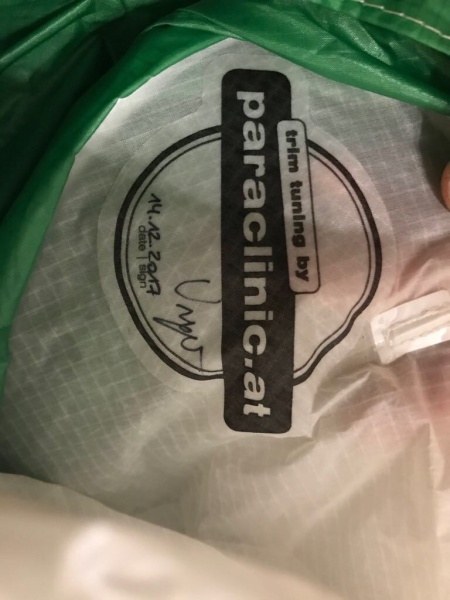 trim tuning by
paraclinic.at
14.12.2017
date | sign